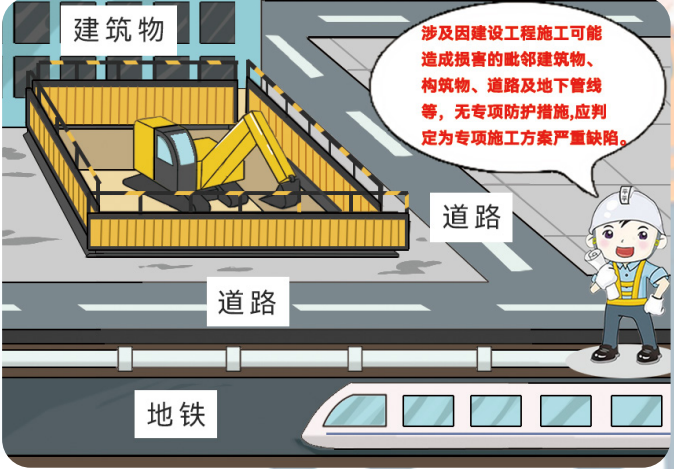 建筑物
涉及因建设工程施工可能
造成损害的毗邻建筑物、
构筑物、道路及地下管线
等，无专项防护措施,应判
定为专项施工方案严重缺陷。
道路
道路
地铁